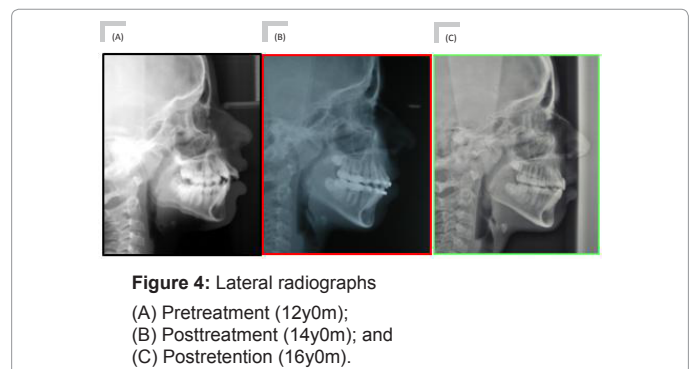 (A) (B) (C)
Figure 4: Lateral radiographs
(A) Pretreatment (12y0m);
(B) Posttreatment (14y0m); and
(C) Postretention (16y0m).